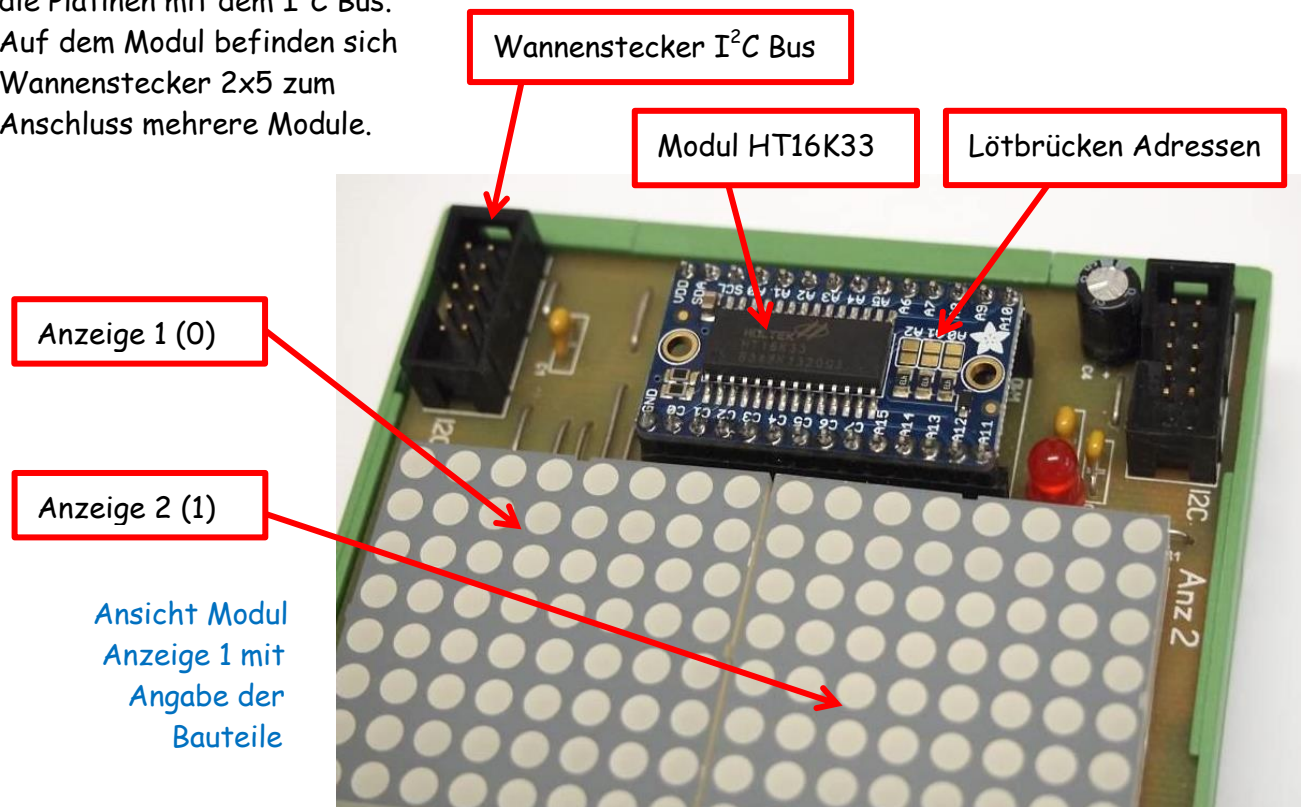 die Platinen mit dem I²C Bus.
Auf dem Modul befinden sich
Wannenstecker 2x5 zum
Anschluss mehrere Module.
Wannenstecker I²C Bus
Modul HT16K33
Lötbrücken Adressen
Anzeige 1 (0)
Anzeige 2 (1)
Ansicht Modul
Anzeige 1 mit
Angabe der
Bauteile
VDD SDA SCL A0 A1 A2 A3 A4 A5 A6 A7 A8 A9 A10
A0 A1 A2
HOLTEK
HT16K33
GND C0 C1 C2 C3 C4 C5 C6 C7 A15 A14 A13 A12 A11
I2C
I2C
Anz 2